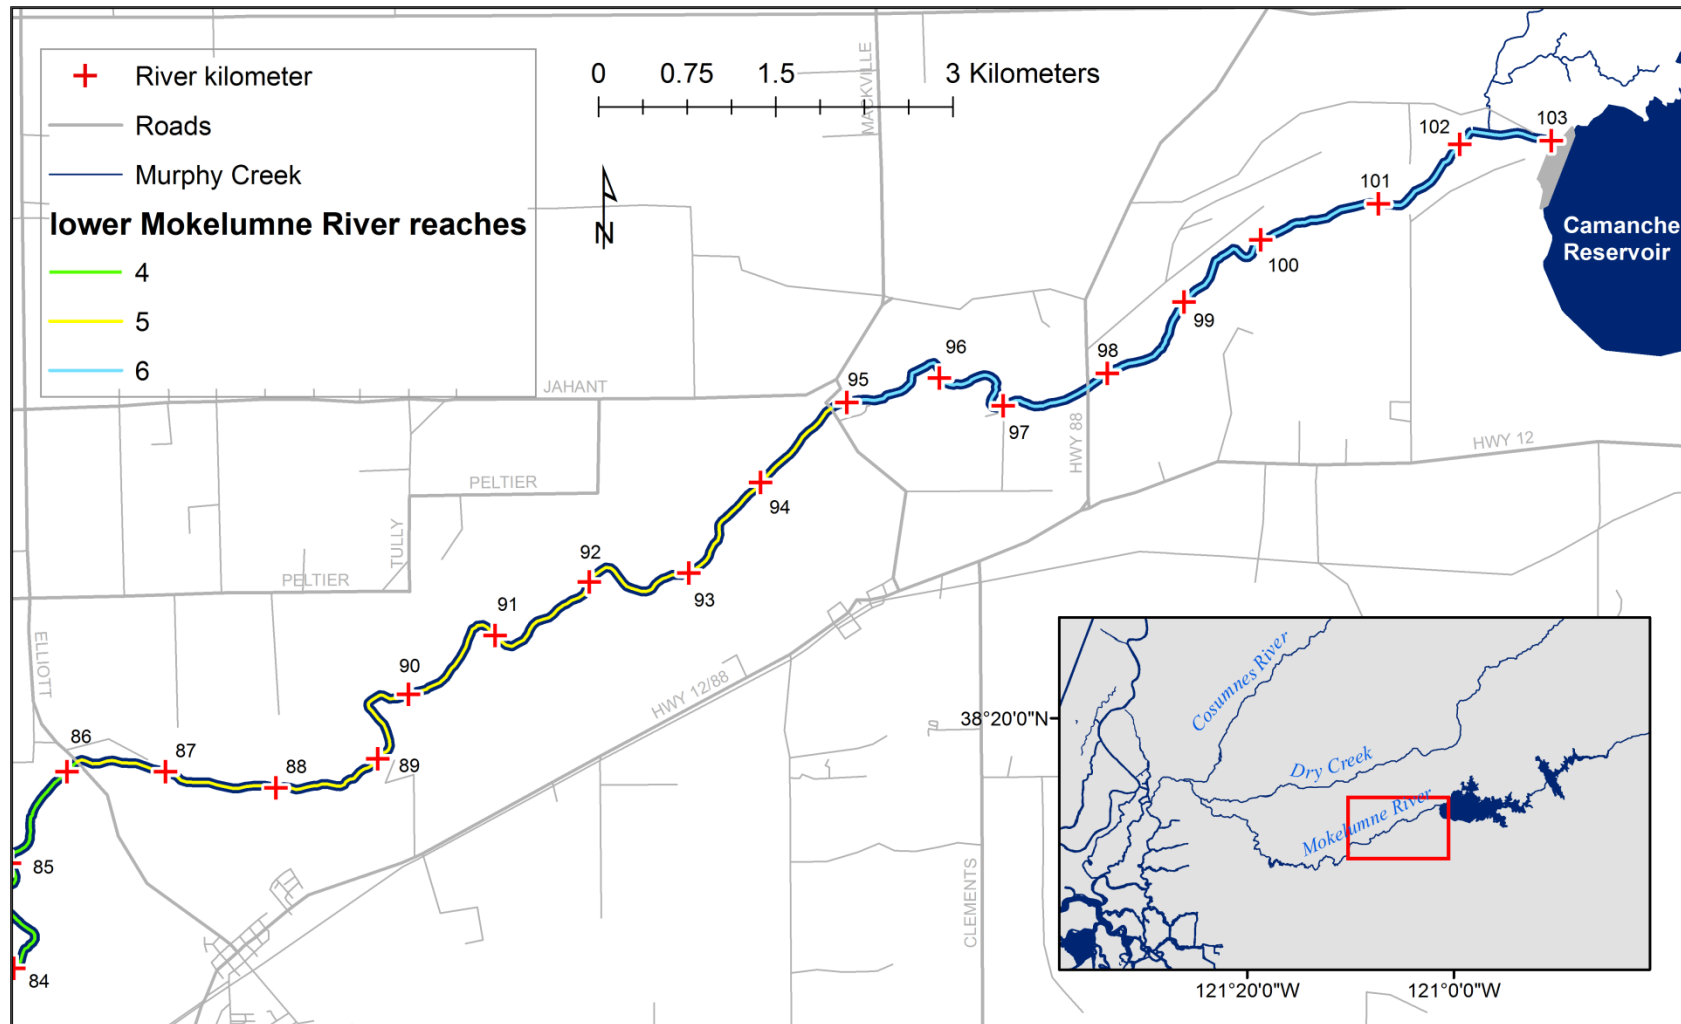 River kilometer
Roads
Murphy Creek
lower Mokelumne River reaches
4
5
6
0 0.75 1.5 3 Kilometers
N
MACKVILLE
103
102
101
100
99
98
97
96
95
94
93
92
91
90
89
88
87
86
85
84
Camanche
Reservoir
JAHANT
PELTIER
TULLY
PELTIER
ELLIOTT
HWY 88
HWY 12
HWY 12/88
CLEMENTS
Cosumnes River
Dry Creek
Mokelumne River
38°20'0"N
121°20'0"W 121°0'0"W